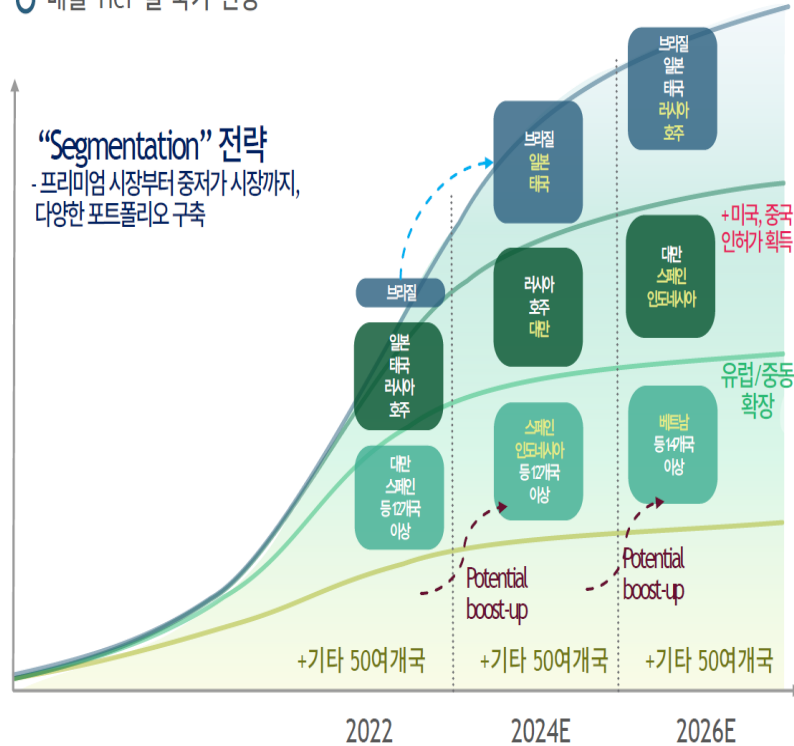 "Segmentation" 전략
- 프리미엄 시장부터 중저가 시장까지,
다양한 포트폴리오 구축
브라질
일본
태국
러시아
호주
대만
스페인
등 12개국
이상
브라질
일본
태국
러시아
호주
대만
스페인
인도네시아
등 12개국
이상
브라질
일본
태국
러시아
호주
대만
스페인
인도네시아
베트남
등 14개국
이상
+ 미국, 중국
인허가 획득
유럽/중동
확장
Potential
boost-up
Potential
boost-up
+기타 50여개국
+기타 50여개국
+기타 50여개국
2022
2024E
2026E